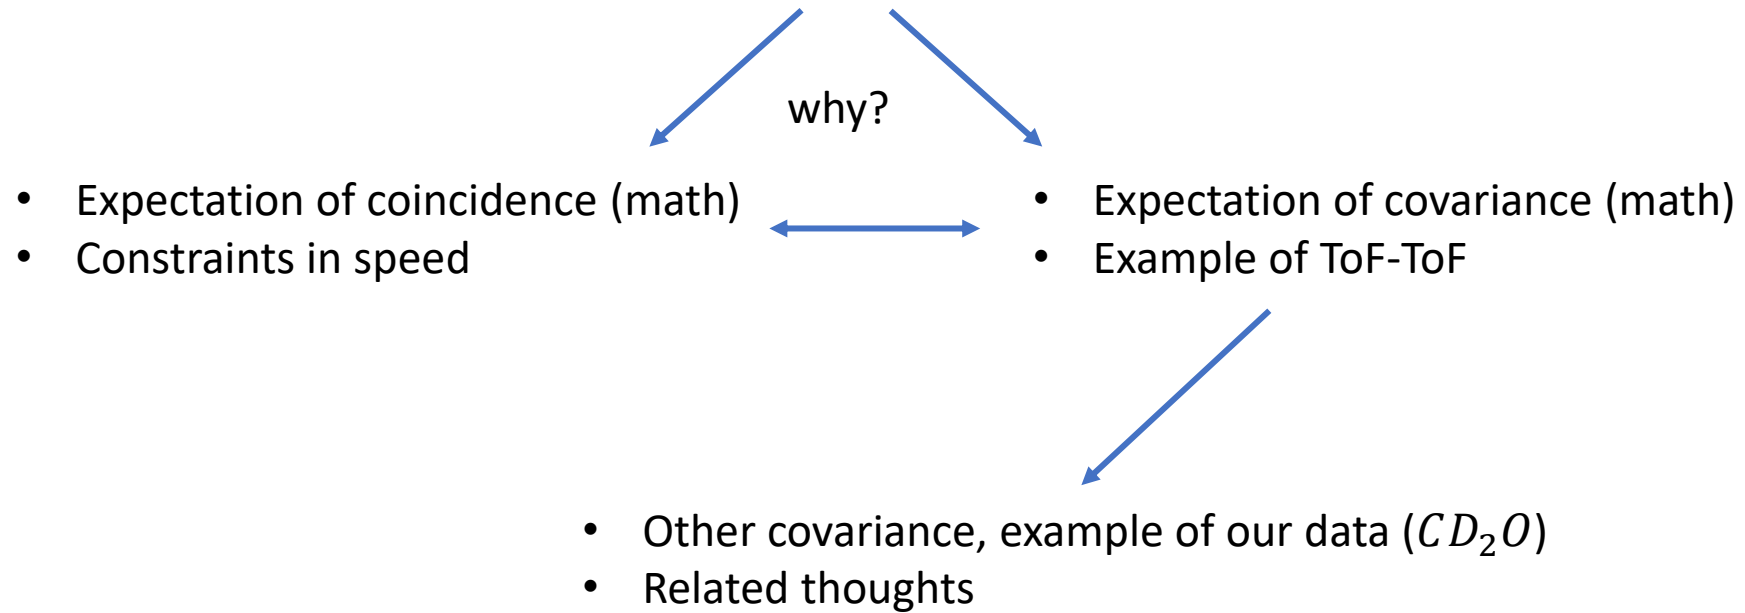 why?
• Expectation of coincidence (math)
• Constraints in speed
• Expectation of covariance (math)
• Example of ToF-ToF
• Other covariance, example of our data (𝐶𝐷₂𝑂)
• Related thoughts